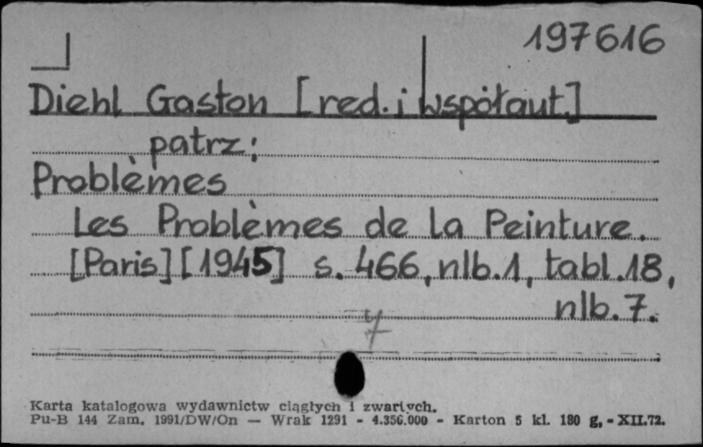 197616
Diehl Gaston [red. i współaut.]
patrz:
Problèmes
Les Problèmes de la Peinture.
[Paris] [1945] s. 466, nlb. 1, tabl. 18,
nlb. 7.
Karta katalogowa wydawnictw ciągłych i zwartych.
Pu-B 144 Zam. 1991/DW/On — Wrak 1291 - 4.356.000 - Karton 5 kl. 180 g, - XII.72.